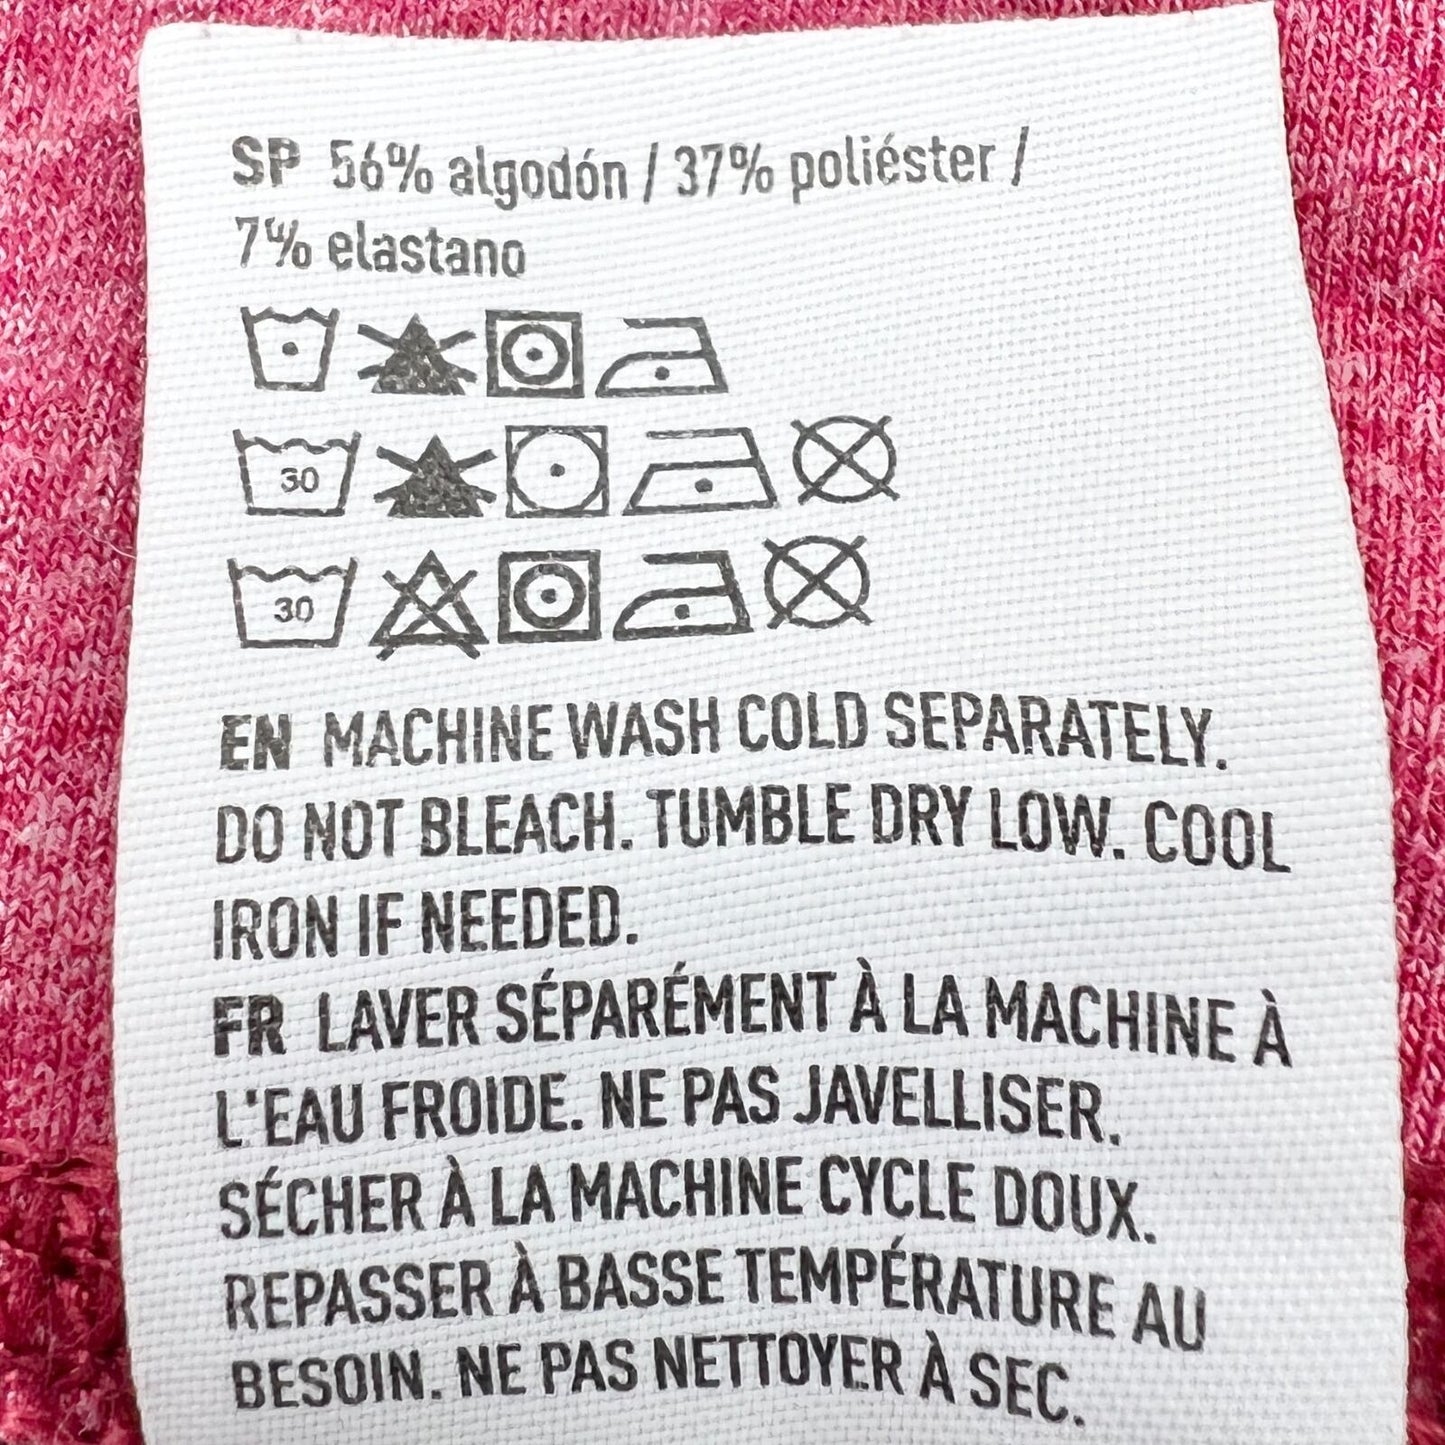 SP 56% algodón / 37% poliéster /
7% elastano
30
30
EN MACHINE WASH COLD SEPARATELY.
DO NOT BLEACH. TUMBLE DRY LOW. COOL
IRON IF NEEDED.
FR LAVER SÉPARÉMENT À LA MACHINE À
L'EAU FROIDE. NE PAS JAVELLISER.
SÉCHER À LA MACHINE CYCLE DOUX.
REPASSER À BASSE TEMPÉRATURE AU
BESOIN. NE PAS NETTOYER À SEC.